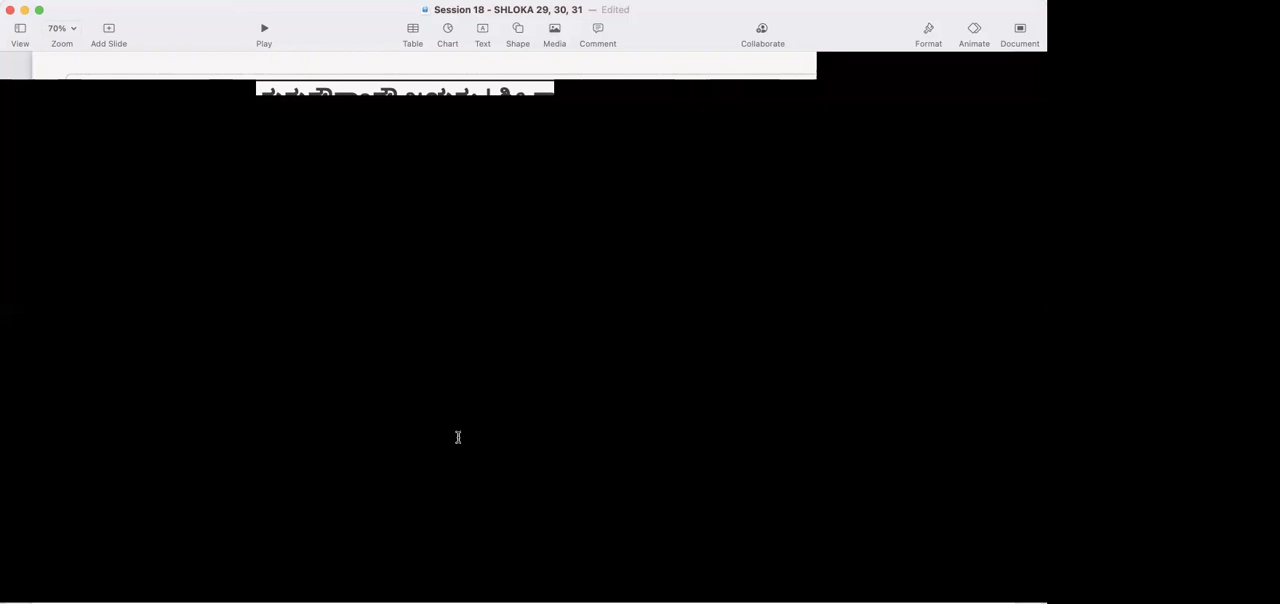 Session 18 - SHLOKA 29, 30, 31 — Edited
70%
View Zoom Add Slide Play Table Chart Text Shape Media Comment Collaborate Format Animate Document